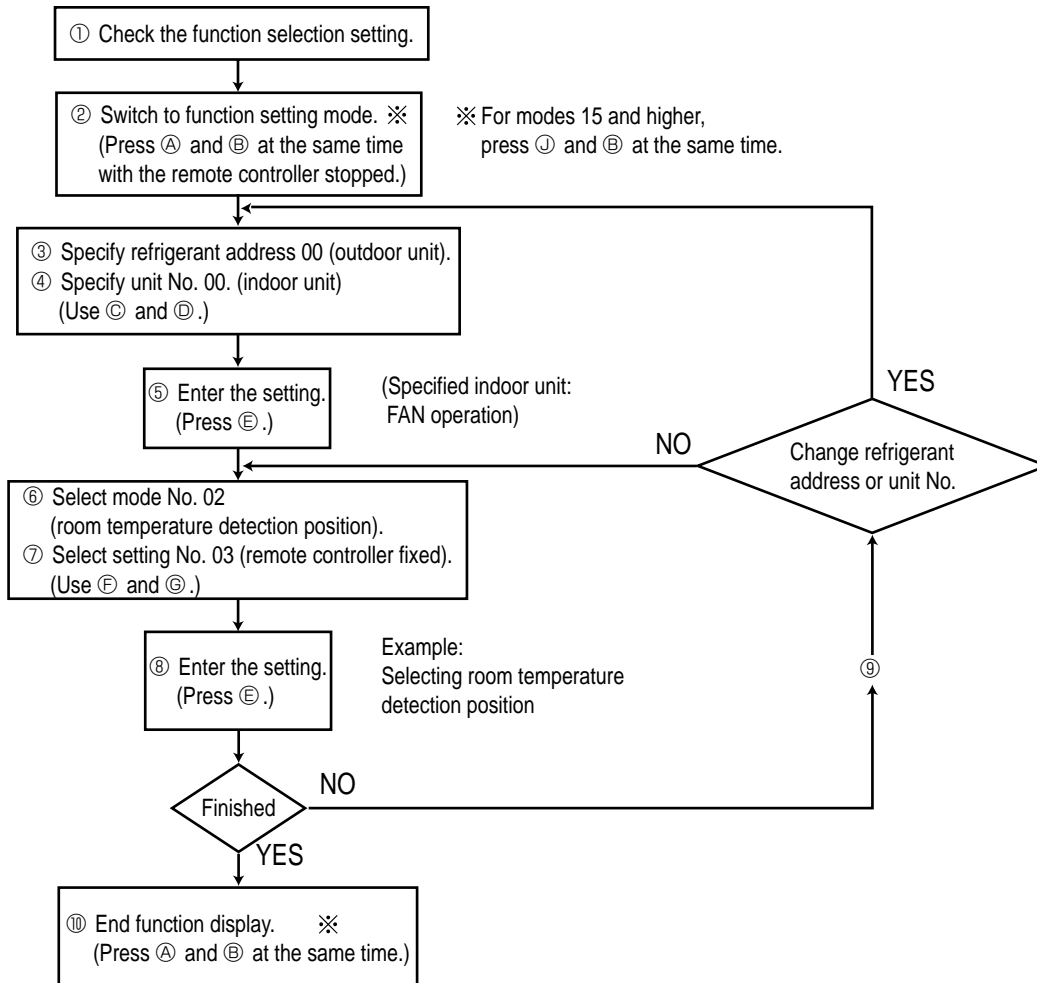 ① Check the function selection setting.
② Switch to function setting mode. ※
(Press Ⓐ and Ⓑ at the same time
with the remote controller stopped.)
※ For modes 15 and higher,
press Ⓙ and Ⓑ at the same time.
③ Specify refrigerant address 00 (outdoor unit).
④ Specify unit No. 00. (indoor unit)
(Use Ⓒ and Ⓓ.)
⑤ Enter the setting.
(Press Ⓔ.)
(Specified indoor unit:
FAN operation)
YES
NO
Change refrigerant
address or unit No.
⑥ Select mode No. 02
(room temperature detection position).
⑦ Select setting No. 03 (remote controller fixed).
(Use Ⓕ and Ⓖ.)
⑧ Enter the setting.
(Press Ⓔ.)
Example:
Selecting room temperature
detection position
⑨
Finished
NO
YES
⑩ End function display. ※
(Press Ⓐ and Ⓑ at the same time.)